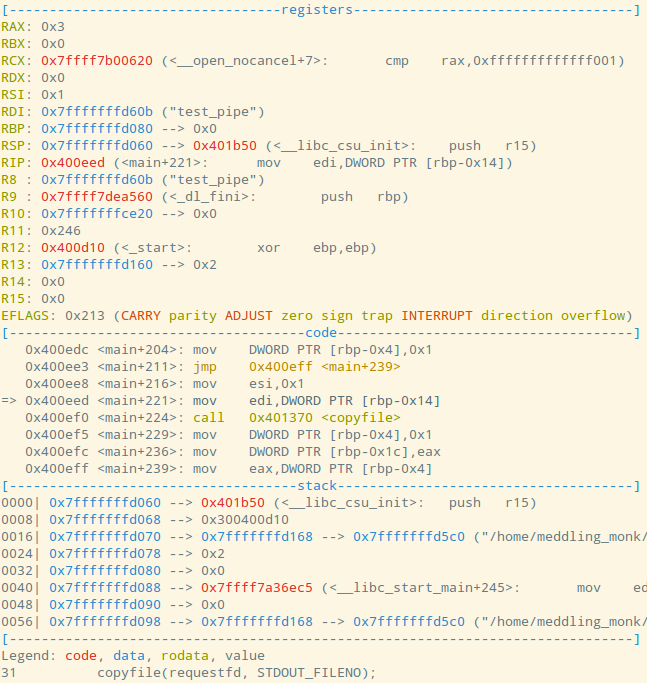 [----------------------------------registers-----------------------------------]
RAX: 0x3
RBX: 0x0
RCX: 0x7ffff7b00620 (<__open_nocancel+7>:	cmp    rax,0xfffffffffffff001)
RDX: 0x0
RSI: 0x1
RDI: 0x7fffffffd60b ("test_pipe")
RBP: 0x7fffffffd080 --> 0x0
RSP: 0x7fffffffd060 --> 0x401b50 (<__libc_csu_init>:	push   r15)
RIP: 0x400eed (<main+221>:	mov    edi,DWORD PTR [rbp-0x14])
R8 : 0x7fffffffd60b ("test_pipe")
R9 : 0x7ffff7dea560 (<_dl_fini>:	push   rbp)
R10: 0x7fffffffce20 --> 0x0
R11: 0x246
R12: 0x400d10 (<_start>:	xor    ebp,ebp)
R13: 0x7fffffffd160 --> 0x2
R14: 0x0
R15: 0x0
EFLAGS: 0x213 (CARRY parity ADJUST zero sign trap INTERRUPT direction overflow)
[-------------------------------------code-------------------------------------]
   0x400edc <main+204>:	mov    DWORD PTR [rbp-0x4],0x1
   0x400ee3 <main+211>:	jmp    0x400eff <main+239>
   0x400ee8 <main+216>:	mov    esi,0x1
=> 0x400eed <main+221>:	mov    edi,DWORD PTR [rbp-0x14]
   0x400ef0 <main+224>:	call   0x401370 <copyfile>
   0x400ef5 <main+229>:	mov    DWORD PTR [rbp-0x4],0x1
   0x400efc <main+236>:	mov    DWORD PTR [rbp-0x1c],eax
   0x400eff <main+239>:	mov    eax,DWORD PTR [rbp-0x4]
[------------------------------------stack-------------------------------------]
0000| 0x7fffffffd060 --> 0x401b50 (<__libc_csu_init>:	push   r15)
0008| 0x7fffffffd068 --> 0x300400d10
0016| 0x7fffffffd070 --> 0x7fffffffd168 --> 0x7fffffffd5c0 ("/home/meddling_monk/
0024| 0x7fffffffd078 --> 0x2
0032| 0x7fffffffd080 --> 0x0
0040| 0x7fffffffd088 --> 0x7ffff7a36ec5 (<__libc_start_main+245>:	mov    ed
0048| 0x7fffffffd090 --> 0x0
0056| 0x7fffffffd098 --> 0x7fffffffd168 --> 0x7fffffffd5c0 ("/home/meddling_monk/
[------------------------------------------------------------------------------]
Legend: code, data, rodata, value
31	    copyfile(requestfd, STDOUT_FILENO);